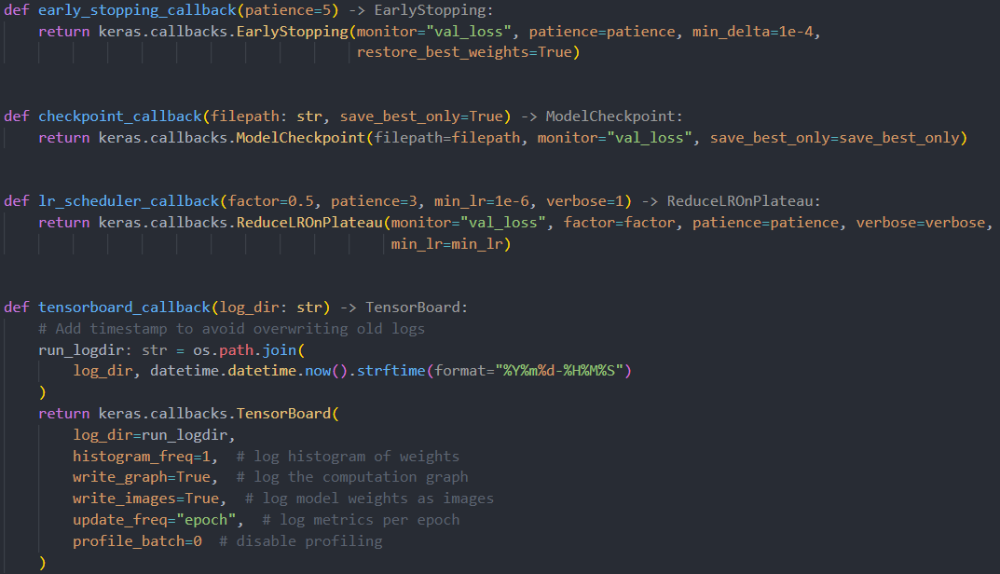 def early_stopping_callback(patience=5) -> EarlyStopping:
    return keras.callbacks.EarlyStopping(monitor="val_loss", patience=patience, min_delta=1e-4,
                                         restore_best_weights=True)
def checkpoint_callback(filepath: str, save_best_only=True) -> ModelCheckpoint:
    return keras.callbacks.ModelCheckpoint(filepath=filepath, monitor="val_loss", save_best_only=save_best_only)
def lr_scheduler_callback(factor=0.5, patience=3, min_lr=1e-6, verbose=1) -> ReduceLROnPlateau:
    return keras.callbacks.ReduceLROnPlateau(monitor="val_loss", factor=factor, patience=patience, verbose=verbose,
                                             min_lr=min_lr)
def tensorboard_callback(log_dir: str) -> TensorBoard:
    # Add timestamp to avoid overwriting old logs
    run_logdir: str = os.path.join(
        log_dir, datetime.datetime.now().strftime(format="%Y%m%d-%H%M%S")
    )
    return keras.callbacks.TensorBoard(
        log_dir=run_logdir,
        histogram_freq=1,  # log histogram of weights
        write_graph=True,  # log the computation graph
        write_images=True,  # log model weights as images
        update_freq="epoch",  # log metrics per epoch
        profile_batch=0  # disable profiling
    )